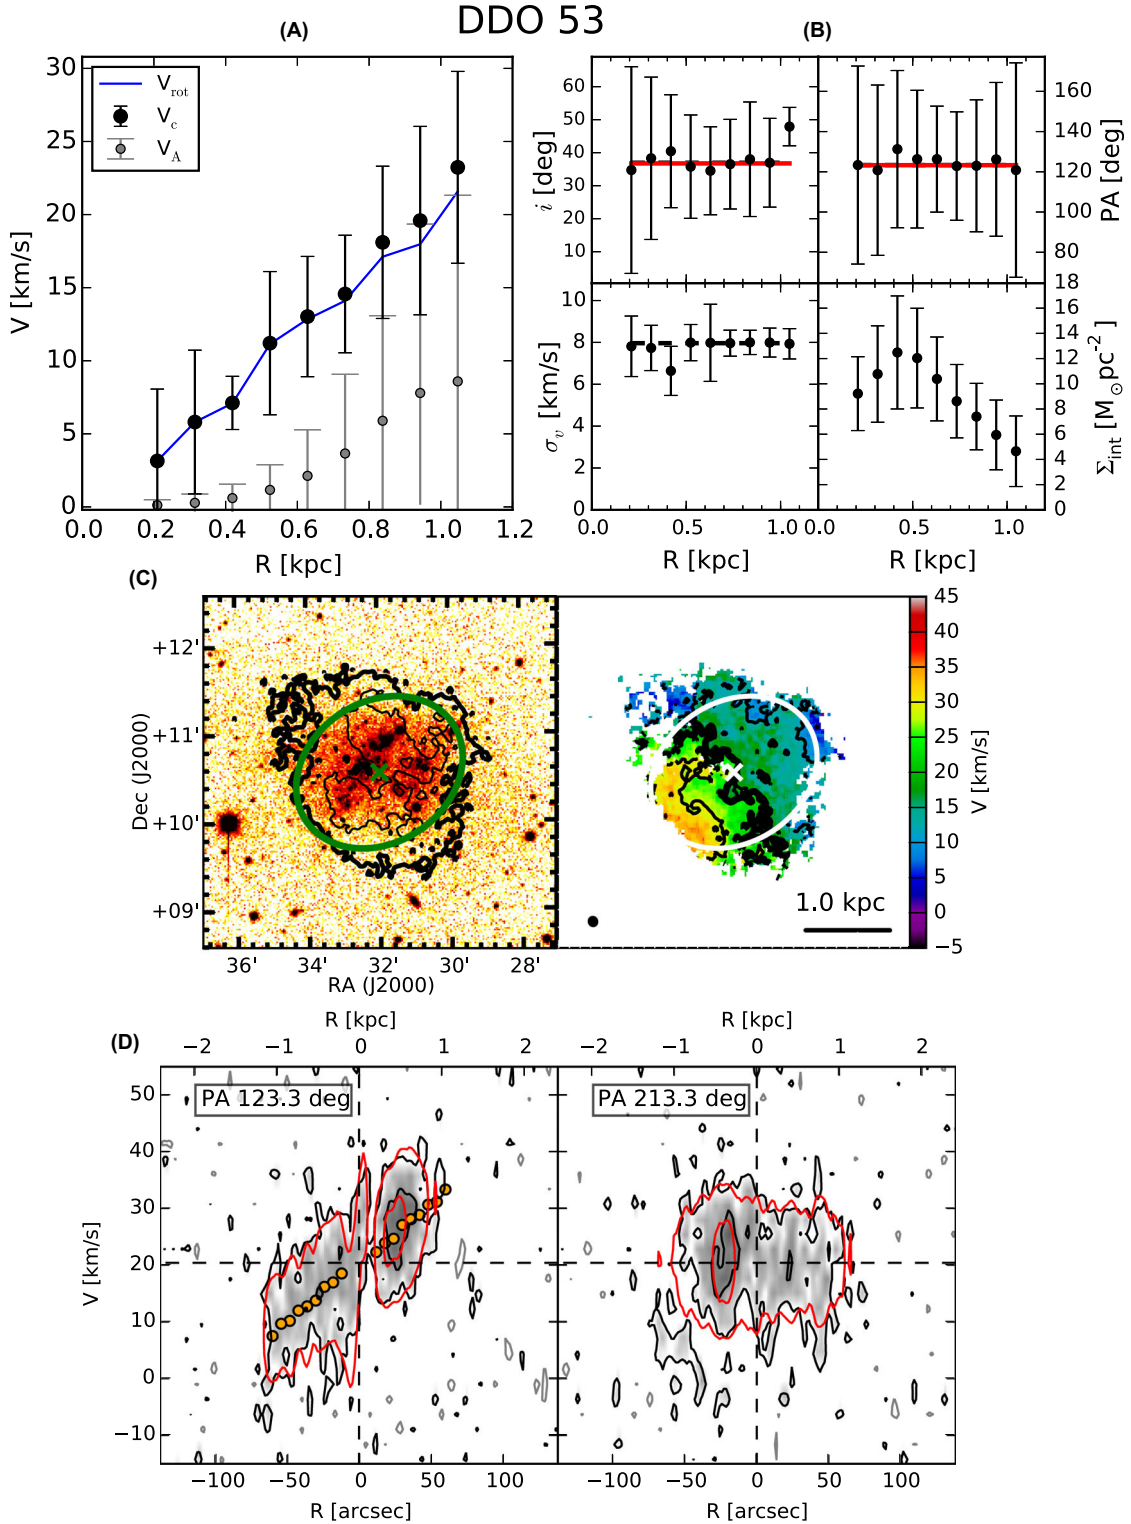 DDO 53
(A)
(B)
30
25
20
15
10
5
0
V [km/s]
V_rot
V_c
V_A
0.0 0.2 0.4 0.6 0.8 1.0 1.2
R [kpc]
60
50
40
30
20
10
i [deg]
160
140
120
100
80
PA [deg]
10
8
6
4
2
0
σ_v [km/s]
18
16
14
12
10
8
6
4
2
0
Σ_int [M_⊙ pc^-2]
0.0 0.5 1.0
R [kpc]
0.0 0.5 1.0
R [kpc]
(C)
+12'
+11'
+10'
+09'
Dec (J2000)
36' 34' 32' 30' 28'
RA (J2000)
1.0 kpc
45
40
35
30
25
20
15
10
5
0
−5
V [km/s]
(D)
R [kpc]
−2 −1 0 1 2
R [kpc]
−2 −1 0 1 2
PA 123.3 deg
PA 213.3 deg
50
40
30
20
10
0
−10
V [km/s]
−100 −50 0 50 100
R [arcsec]
−100 −50 0 50 100
R [arcsec]